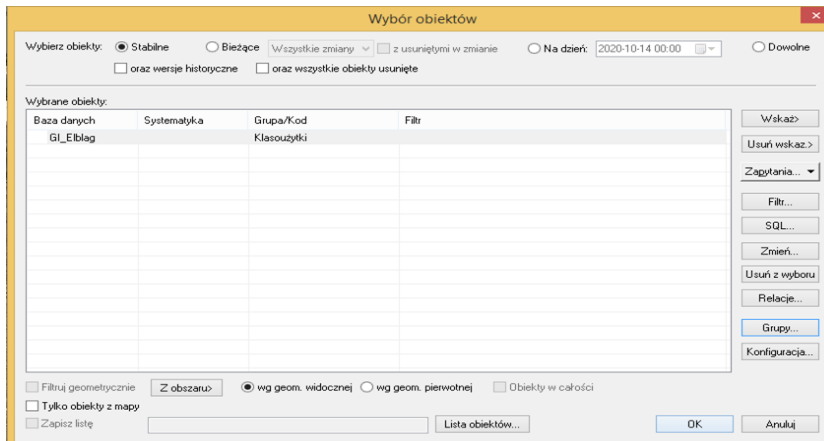 Wybór obiektów
Wybierz obiekty: Stabilne Bieżące Wszystkie zmiany z usuniętymi w zmianie Na dzień: 2020-10-14 00:00 Dowolne
oraz wersje historyczne oraz wszystkie obiekty usunięte
Wybrane obiekty:
Baza danych Systematyka Grupa/Kod Filtr
GI_Elblag Klasoużytki
Wskaż>
Usuń wskaz.>
Zapytania...
Filtr...
SQL...
Zmień...
Usuń z wyboru
Relacje...
Grupy...
Konfiguracja...
Filtruj geometrycznie Z obszaru> wg geom. widocznej wg geom. pierwotnej Obiekty w całości
Tylko obiekty z mapy
Zapisz listę Lista obiektów... OK Anuluj